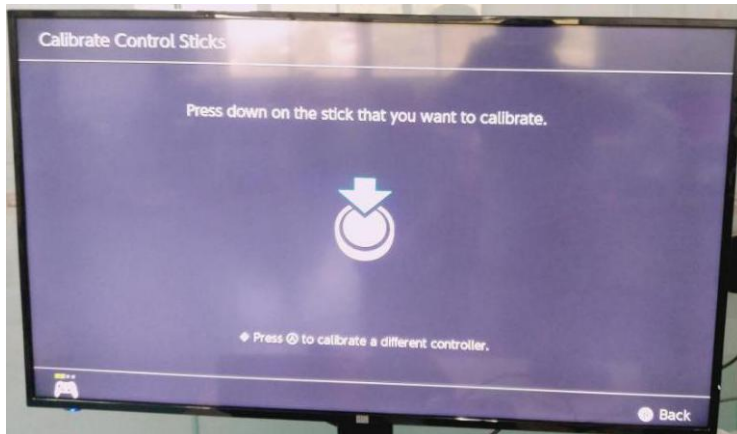 Calibrate Control Sticks
Press down on the stick that you want to calibrate.
Press Ⓐ to calibrate a different controller.
Back